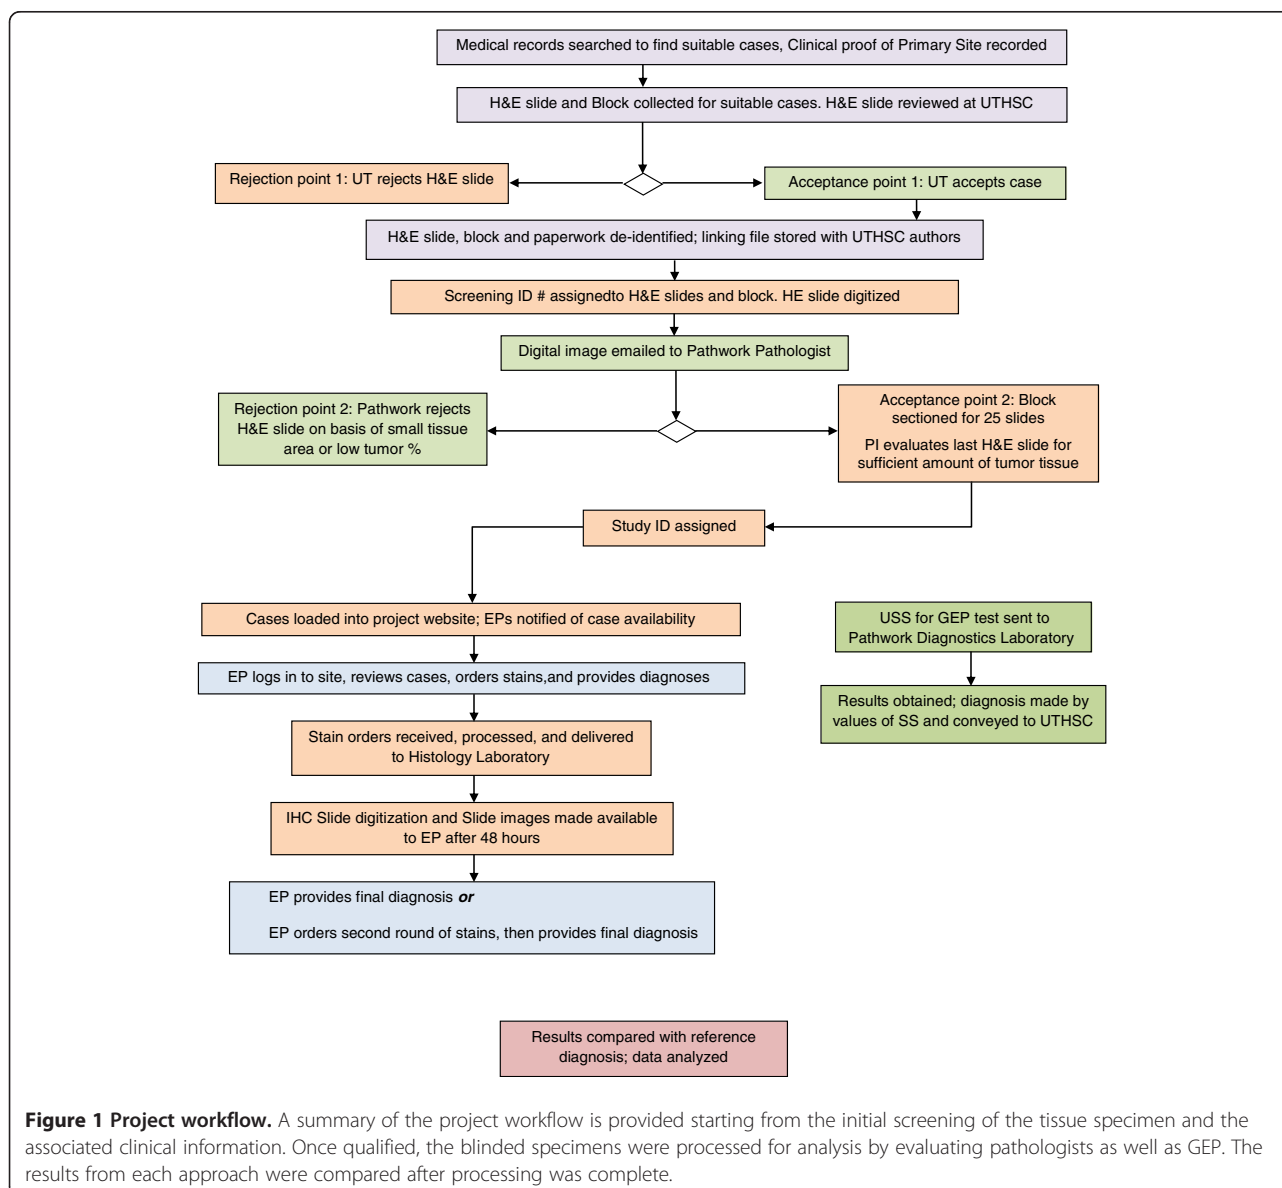 Medical records searched to find suitable cases, Clinical proof of Primary Site recorded
H&E slide and Block collected for suitable cases. H&E slide reviewed at UTHSC
Rejection point 1: UT rejects H&E slide
Acceptance point 1: UT accepts case
H&E slide, block and paperwork de-identified; linking file stored with UTHSC authors
Screening ID # assignedto H&E slides and block. HE slide digitized
Digital image emailed to Pathwork Pathologist
Rejection point 2: Pathwork rejects
H&E slide on basis of small tissue
area or low tumor %
Acceptance point 2: Block
sectioned for 25 slides
PI evaluates last H&E slide for
sufficient amount of tumor tissue
Study ID assigned
Cases loaded into project website; EPs notified of case availability
EP logs in to site, reviews cases, orders stains,and provides diagnoses
Stain orders received, processed, and delivered
to Histology Laboratory
IHC Slide digitization and Slide images made available
to EP after 48 hours
EP provides final diagnosis or
EP orders second round of stains, then provides final diagnosis
USS for GEP test sent to
Pathwork Diagnostics Laboratory
Results obtained; diagnosis made by
values of SS and conveyed to UTHSC
Results compared with reference
diagnosis; data analyzed
Figure 1 Project workflow. A summary of the project workflow is provided starting from the initial screening of the tissue specimen and the
associated clinical information. Once qualified, the blinded specimens were processed for analysis by evaluating pathologists as well as GEP. The
results from each approach were compared after processing was complete.